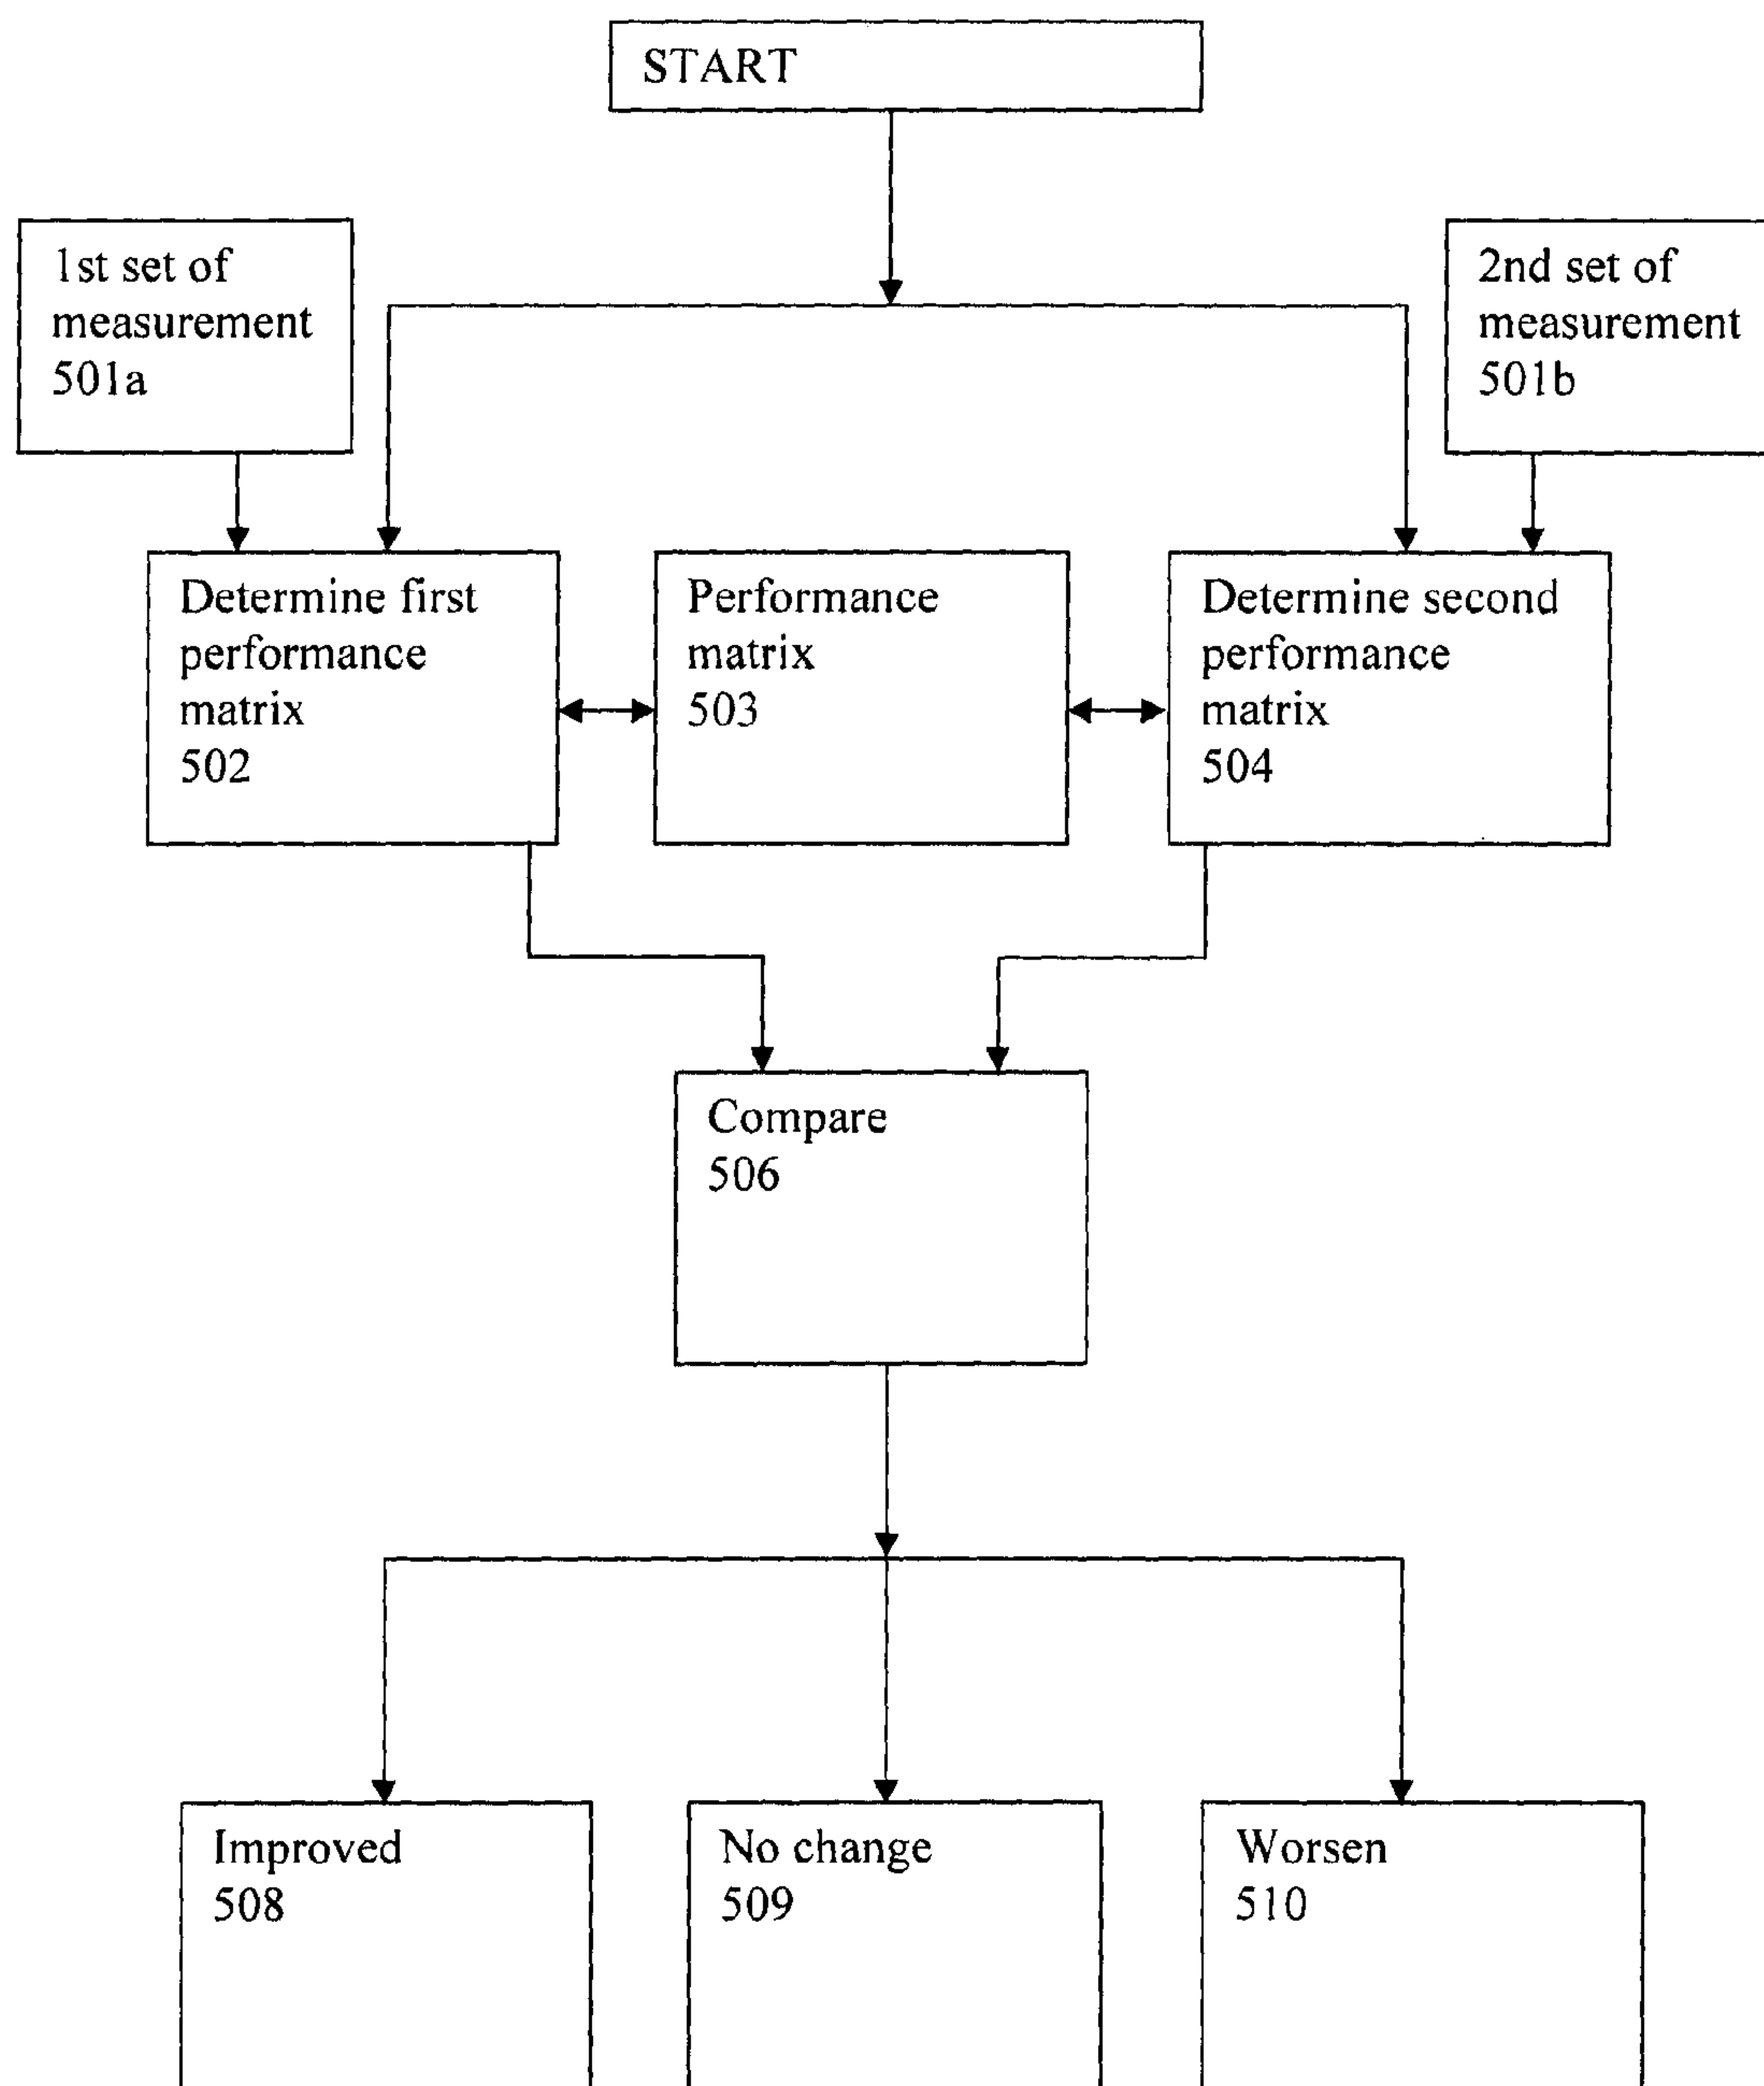 START
1st set of
measurement
501a
2nd set of
measurement
501b
Determine first
performance
matrix
502
Performance
matrix
503
Determine second
performance
matrix
504
Compare
506
Improved
508
No change
509
Worsen
510